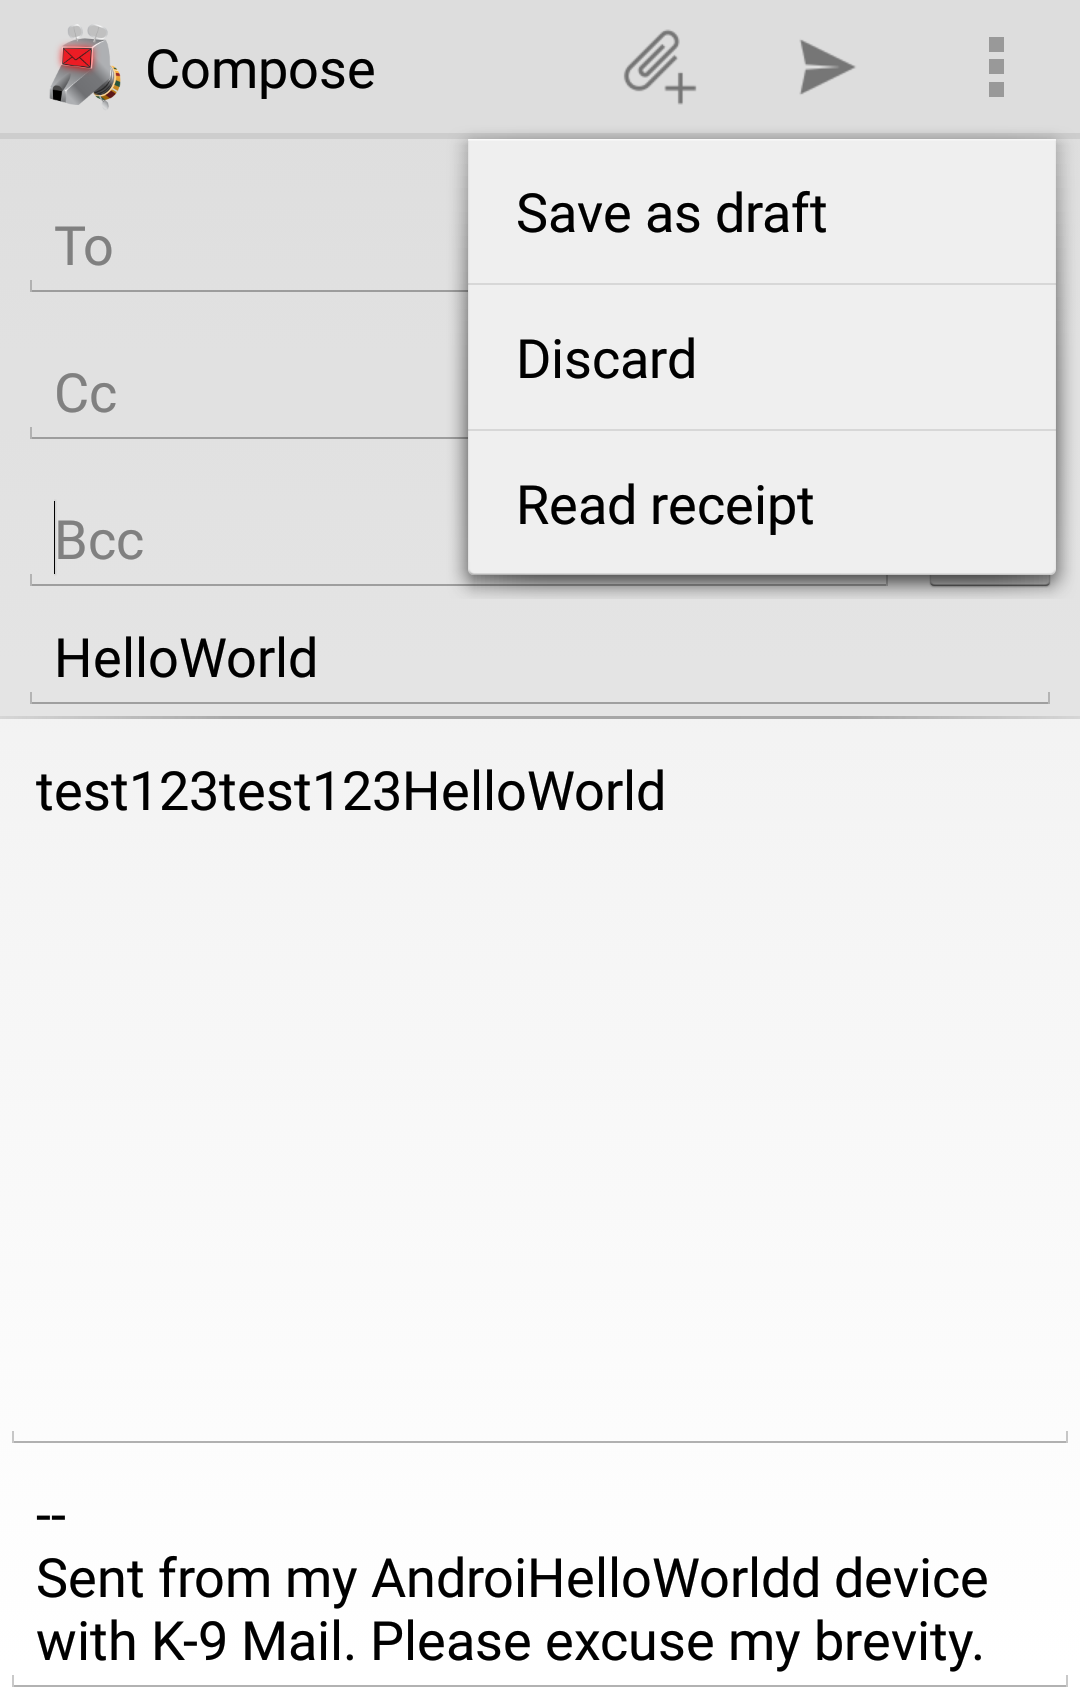 Compose
Save as draft
To
Discard
Cc
Read receipt
Bcc
HelloWorld
test123test123HelloWorld
--
Sent from my AndroiHelloWorldd device
with K-9 Mail. Please excuse my brevity.